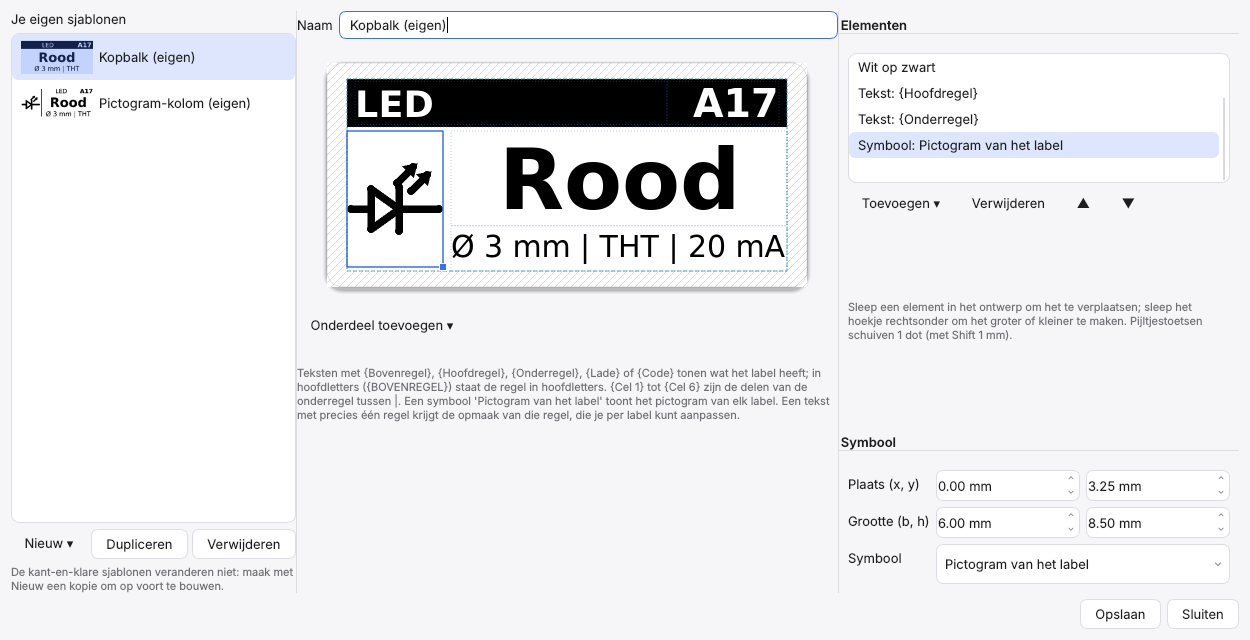 Je eigen sjablonen
LED A17
Rood
Ø 3 mm | THT
Kopbalk (eigen)
LED A17
Rood
Ø 3 mm | THT
Pictogram-kolom (eigen)
Nieuw ▾
Dupliceren
Verwijderen
De kant-en-klare sjablonen veranderen niet: maak met
Nieuw een kopie om op voort te bouwen.
Naam
Kopbalk (eigen)
LED A17
Rood
Ø 3 mm | THT | 20 mA
Onderdeel toevoegen ▾
Teksten met {Bovenregel}, {Hoofdregel}, {Onderregel}, {Lade} of {Code} tonen wat het label heeft; in
hoofdletters ({BOVENREGEL}) staat de regel in hoofdletters. {Cel 1} tot {Cel 6} zijn de delen van de
onderregel tussen |. Een symbool 'Pictogram van het label' toont het pictogram van elk label. Een tekst
met precies één regel krijgt de opmaak van die regel, die je per label kunt aanpassen.
Elementen
Wit op zwart
Tekst: {Hoofdregel}
Tekst: {Onderregel}
Symbool: Pictogram van het label
Toevoegen ▾
Verwijderen
▲
▼
Sleep een element in het ontwerp om het te verplaatsen; sleep het
hoekje rechtsonder om het groter of kleiner te maken. Pijltjestoetsen
schuiven 1 dot (met Shift 1 mm).
Symbool
Plaats (x, y) 0.00 mm 3.25 mm
Grootte (b, h) 6.00 mm 8.50 mm
Symbool Pictogram van het label
Opslaan
Sluiten